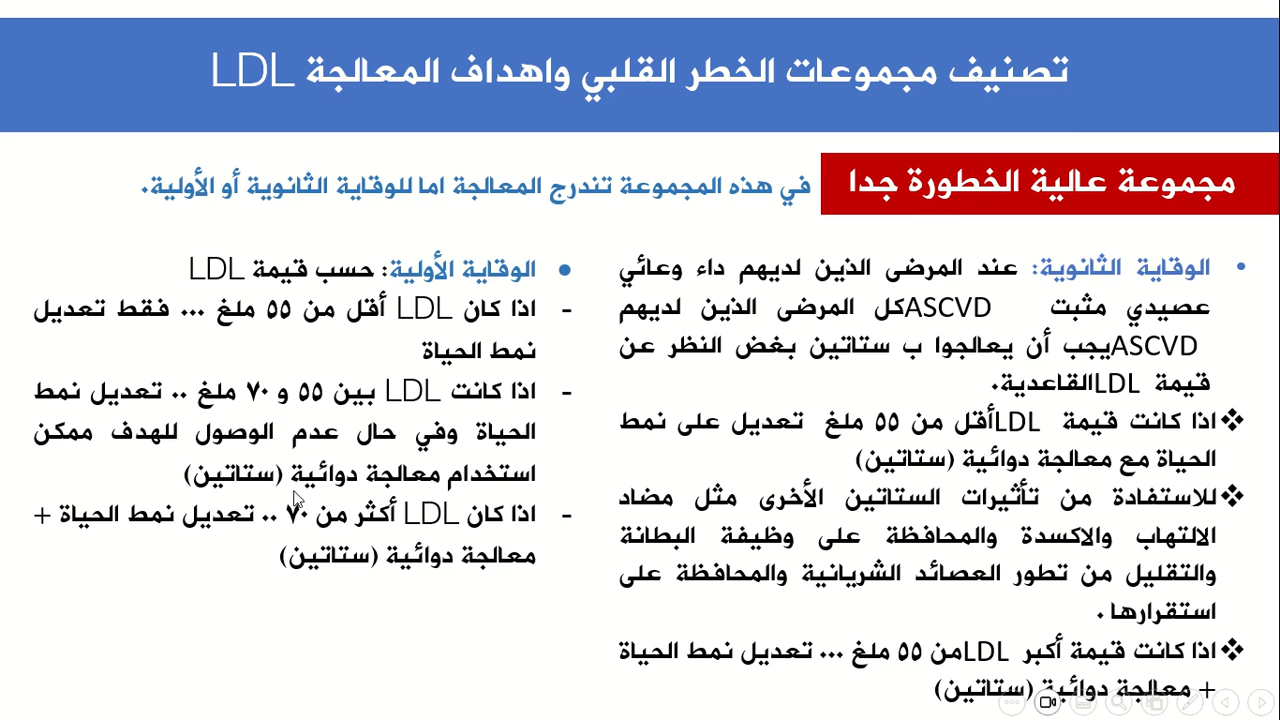 تصنيف مجموعات الخطر القلبي واهداف المعالجة LDL
مجموعة عالية الخطورة جدا
في هذه المجموعة تندرج المعالجة اما للوقاية الثانوية أو الأولية.
• الوقاية الثانوية: عند المرضى الذين لديهم داء وعائي
عصيدي مثبت ASCVDكل المرضى الذين لديهم
ASCVDيجب أن يعالجوا ب ستاتين بغض النظر عن
قيمة LDLالقاعدية.
❖ اذا كانت قيمة LDLأقل من ٥٥ ملغ تعديل على نمط
الحياة مع معالجة دوائية (ستاتين)
❖ للاستفادة من تأثيرات الستاتين الأخرى مثل مضاد
الالتهاب والاكسدة والمحافظة على وظيفة البطانة
والتقليل من تطور العصائد الشريانية والمحافظة على
استقرارها .
❖ اذا كانت قيمة أكبر LDLمن ٥٥ ملغ ... تعديل نمط الحياة
+ معالجة دوائية (ستاتين)
• الوقاية الأولية: حسب قيمة LDL
- اذا كان LDL أقل من ٥٥ ملغ ... فقط تعديل
نمط الحياة
- اذا كانت LDL بين ٥٥ و ٧٠ ملغ .. تعديل نمط
الحياة وفي حال عدم الوصول للهدف ممكن
استخدام معالجة دوائية (ستاتين)
- اذا كان LDL أكثر من ٧٠ .. تعديل نمط الحياة +
معالجة دوائية (ستاتين)